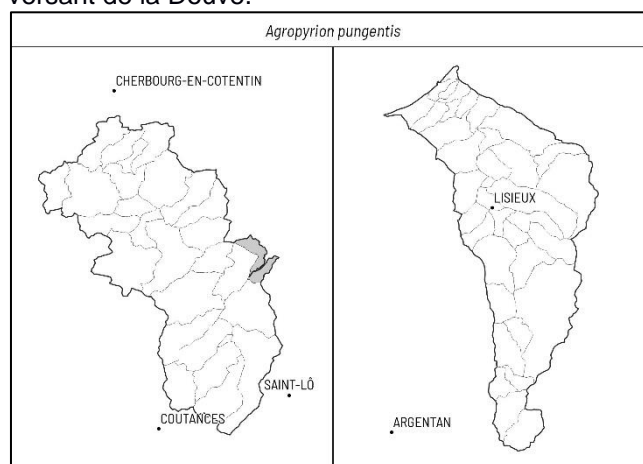 versant de la Douve.
Agropyrion pungentis
CHERBOURG-EN-COTENTIN
LISIEUX
SAINT-LÔ
COUTANCES
ARGENTAN